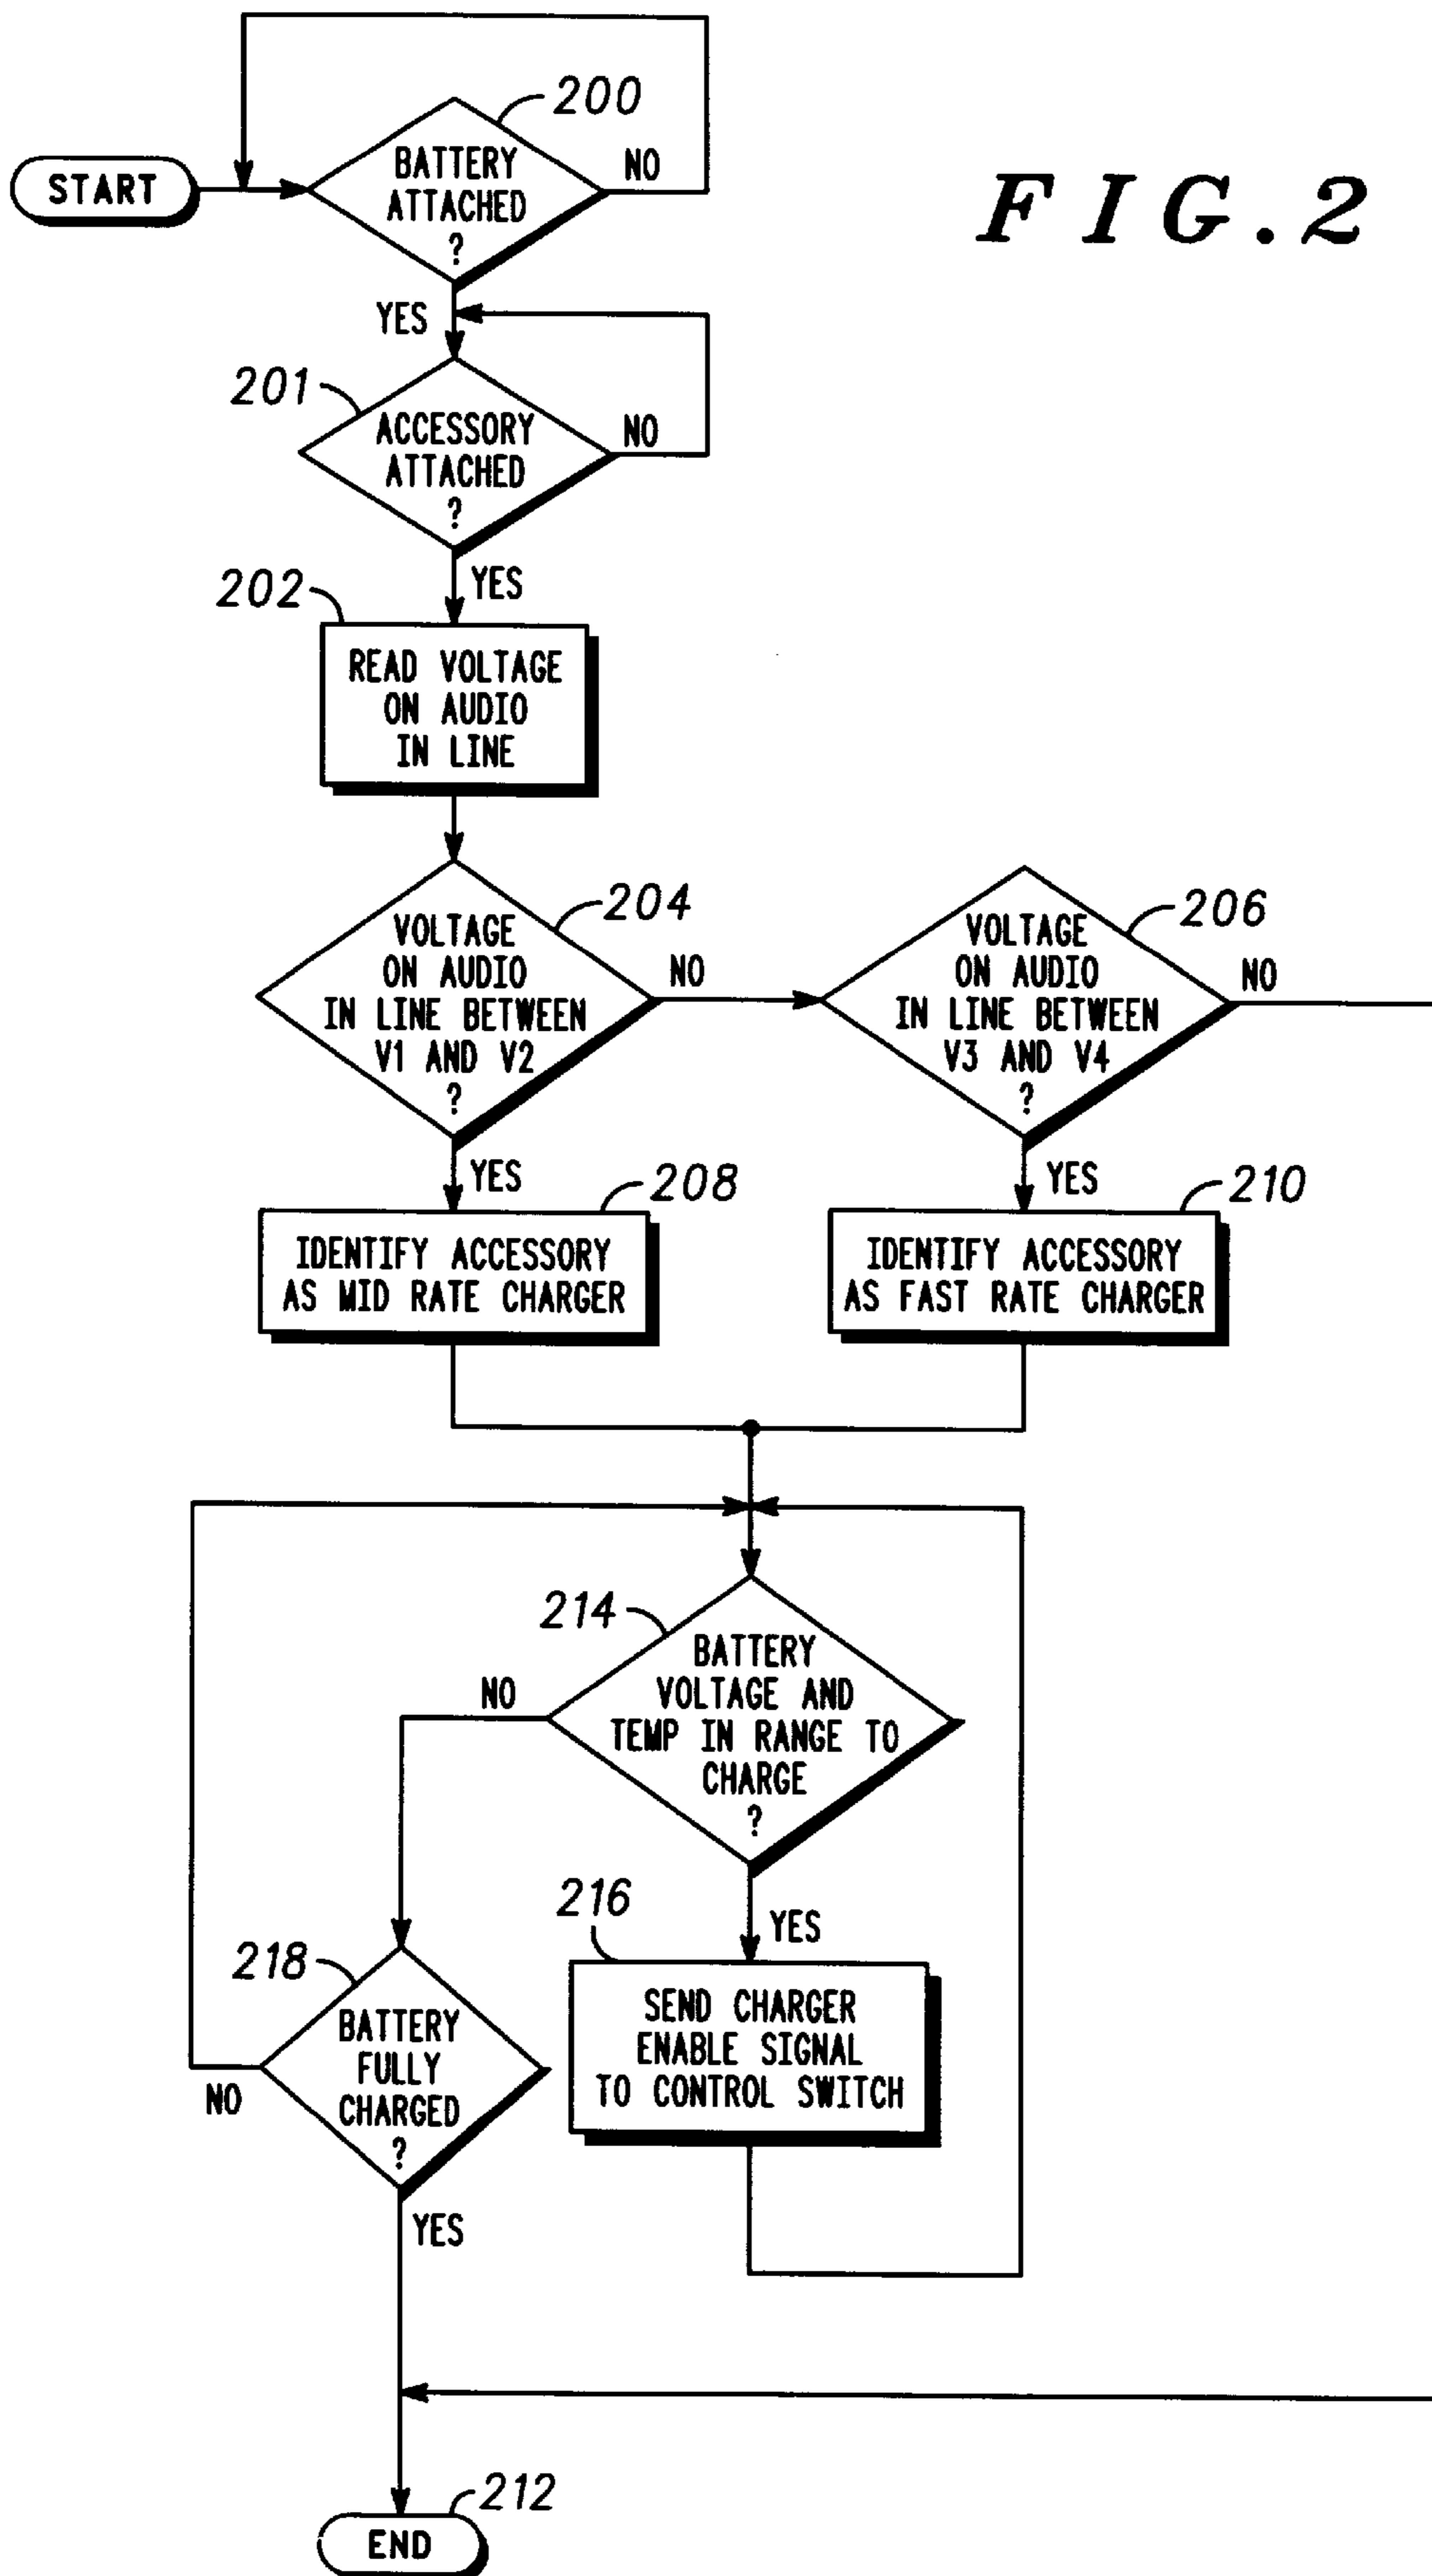 FIG.2
START
200
BATTERY
ATTACHED
?
NO
YES
201
ACCESSORY
ATTACHED
?
NO
YES
202
READ VOLTAGE
ON AUDIO
IN LINE
204
VOLTAGE
ON AUDIO
IN LINE BETWEEN
V1 AND V2
?
NO
YES
206
VOLTAGE
ON AUDIO
IN LINE BETWEEN
V3 AND V4
?
NO
YES
208
IDENTIFY ACCESSORY
AS MID RATE CHARGER
210
IDENTIFY ACCESSORY
AS FAST RATE CHARGER
214
BATTERY
VOLTAGE AND
TEMP IN RANGE TO
CHARGE
?
NO
YES
216
SEND CHARGER
ENABLE SIGNAL
TO CONTROL SWITCH
218
BATTERY
FULLY
CHARGED
?
NO
YES
212
END